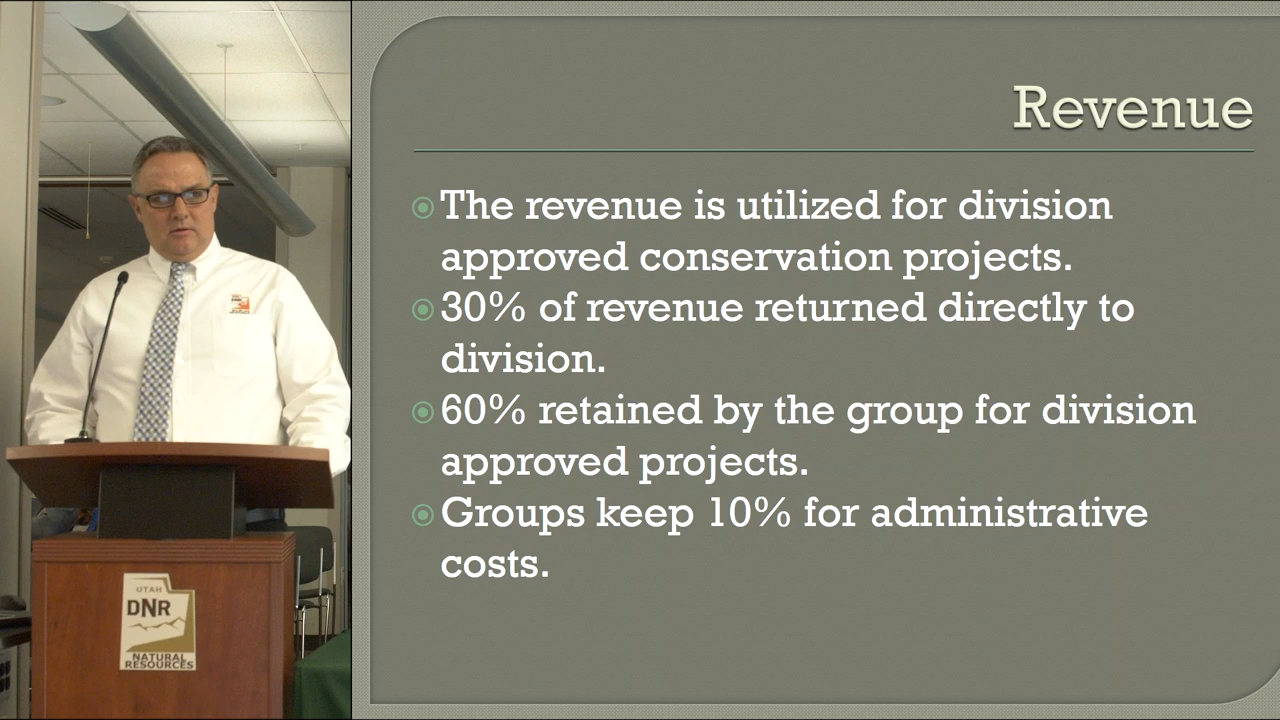 Revenue
The revenue is utilized for division
approved conservation projects.
30% of revenue returned directly to
division.
60% retained by the group for division
approved projects.
Groups keep 10% for administrative
costs.
UTAH
DNR
NATURAL
RESOURCES